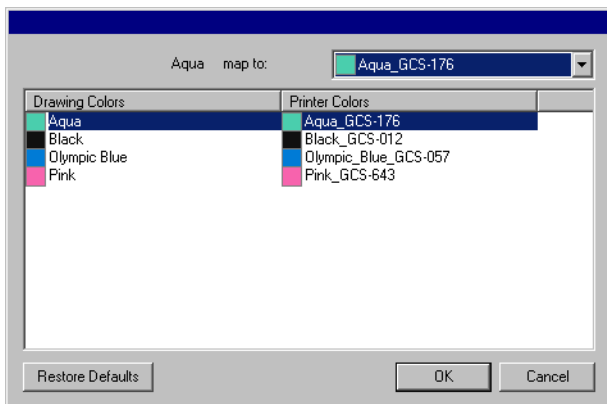 Aqua map to: Aqua_GCS-176
Drawing Colors Printer Colors
Aqua Aqua_GCS-176
Black Black_GCS-012
Olympic Blue Olympic_Blue_GCS-057
Pink Pink_GCS-643
Restore Defaults OK Cancel